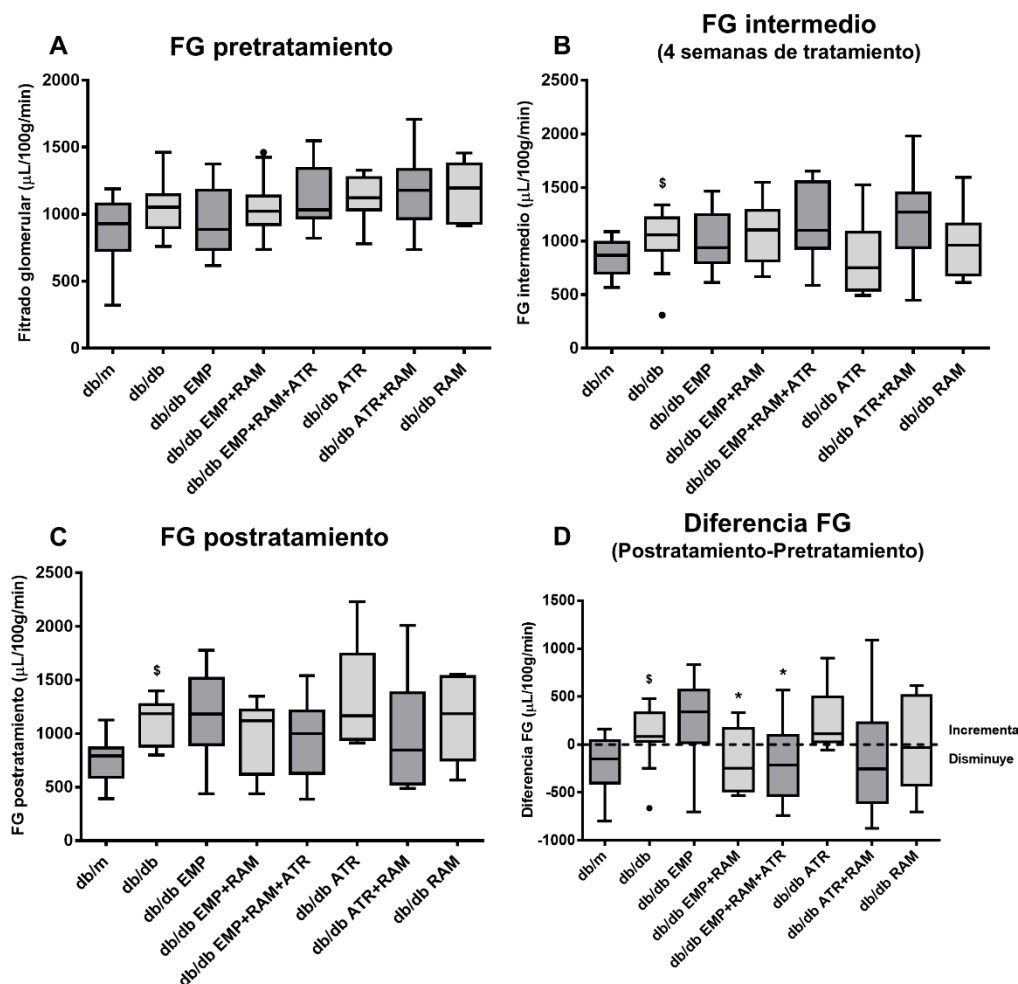 A
FG pretratamiento
Fitrado glomerular (µL/100g/min)
2000
1500
1000
500
0
db/m
db/db
db/db EMP
db/db EMP+RAM
db/db EMP+RAM+ATR
db/db ATR
db/db ATR+RAM
db/db RAM
B
FG intermedio
(4 semanas de tratamiento)
FG intermedio (µL/100g/min)
2500
2000
1500
1000
500
0
$
db/m
db/db
db/db EMP
db/db EMP+RAM
db/db EMP+RAM+ATR
db/db ATR
db/db ATR+RAM
db/db RAM
C
FG postratamiento
FG postratamiento (µL/100g/min)
2500
2000
1500
1000
500
0
$
db/m
db/db
db/db EMP
db/db EMP+RAM
db/db EMP+RAM+ATR
db/db ATR
db/db ATR+RAM
db/db RAM
D
Diferencia FG
(Postratamiento-Pretratamiento)
Diferencia FG (µL/100g/min)
1500
1000
500
0
-500
-1000
$
*
*
Incrementa
Disminuye
db/m
db/db
db/db EMP
db/db EMP+RAM
db/db EMP+RAM+ATR
db/db ATR
db/db ATR+RAM
db/db RAM